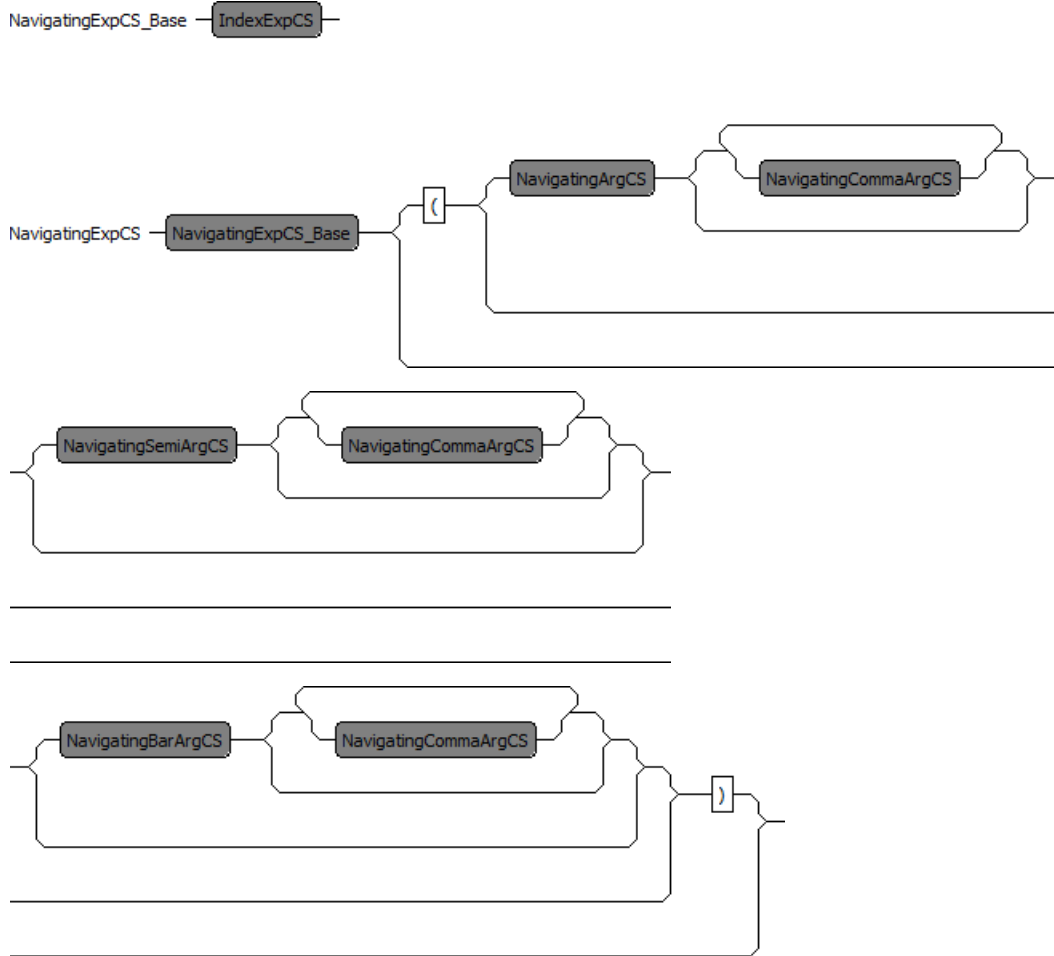 NavigatingExpCS_Base IndexExpCS
NavigatingArgCS NavigatingCommaArgCS
(
NavigatingExpCS NavigatingExpCS_Base
NavigatingSemiArgCS NavigatingCommaArgCS
NavigatingBarArgCS NavigatingCommaArgCS
)